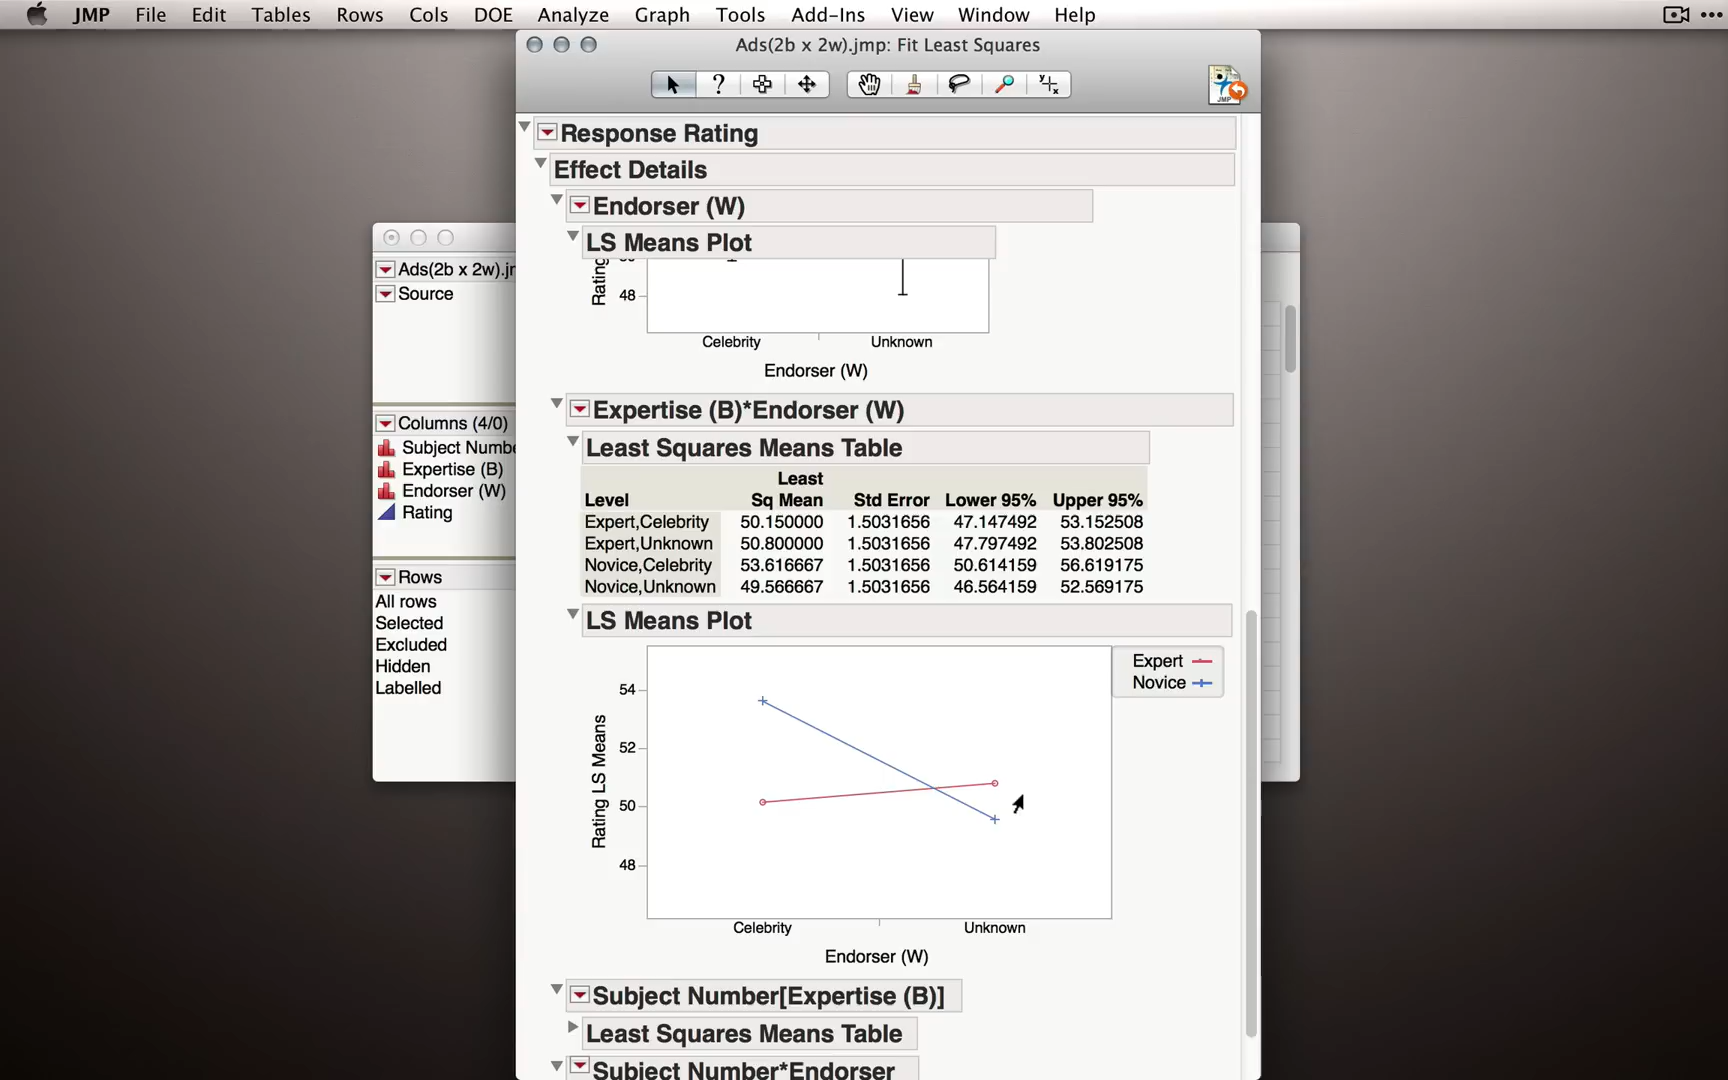 JMP File Edit Tables Rows Cols DOE Analyze Graph Tools Add-Ins View Window Help
Ads(2b x 2w).jmp: Fit Least Squares
JMP
Response Rating
Effect Details
Endorser (W)
LS Means Plot
Rating
48
Celebrity Unknown
Endorser (W)
Expertise (B)*Endorser (W)
Least Squares Means Table
Least
Level Sq Mean Std Error Lower 95% Upper 95%
Expert,Celebrity 50.150000 1.5031656 47.147492 53.152508
Expert,Unknown 50.800000 1.5031656 47.797492 53.802508
Novice,Celebrity 53.616667 1.5031656 50.614159 56.619175
Novice,Unknown 49.566667 1.5031656 46.564159 52.569175
LS Means Plot
Expert
Novice
Rating LS Means
54
52
50
48
Celebrity Unknown
Endorser (W)
Subject Number[Expertise (B)]
Least Squares Means Table
Subject Number*Endorser
Ads(2b x 2w).jr
Source
Columns (4/0)
Subject Numbe
Expertise (B)
Endorser (W)
Rating
Rows
All rows
Selected
Excluded
Hidden
Labelled